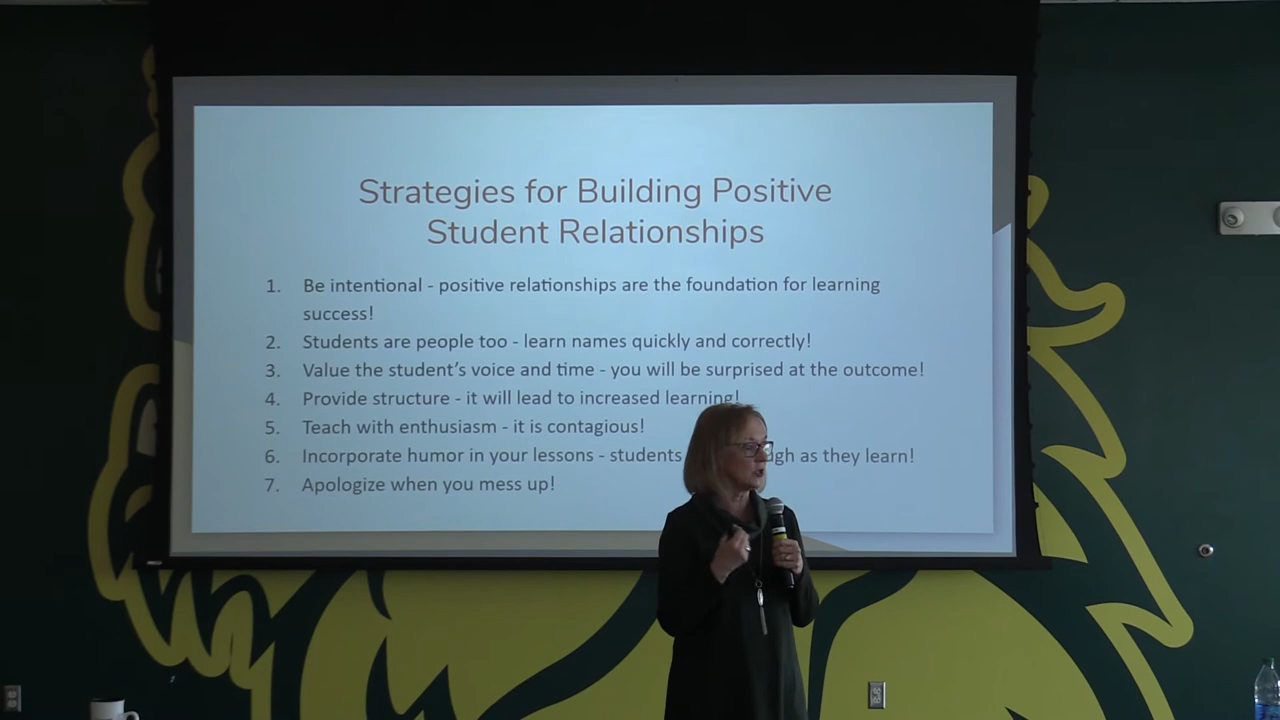 Strategies for Building Positive
Student Relationships
1. Be intentional - positive relationships are the foundation for learning
success!
2. Students are people too - learn names quickly and correctly!
3. Value the student's voice and time - you will be surprised at the outcome!
4. Provide structure - it will lead to increased learning!
5. Teach with enthusiasm - it is contagious!
6. Incorporate humor in your lessons - students as they learn!
7. Apologize when you mess up!